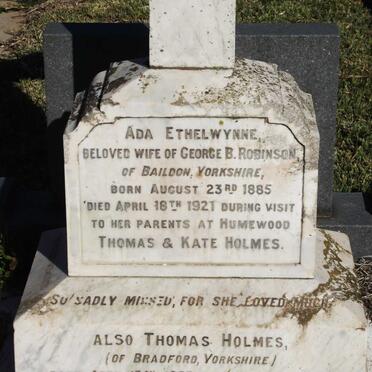 ADA ETHELWYNNE,
BELOVED WIFE OF GEORGE B. ROBINSON,
OF BAILDON, YORKSHIRE,
BORN AUGUST 23RD 1885
DIED APRIL 18TH 1921 DURING VISIT
TO HER PARENTS AT HUMEWOOD
THOMAS & KATE HOLMES.
SO SADLY MISSED, FOR SHE LOVED MUCH.
ALSO THOMAS HOLMES,
(OF BRADFORD, YORKSHIRE)